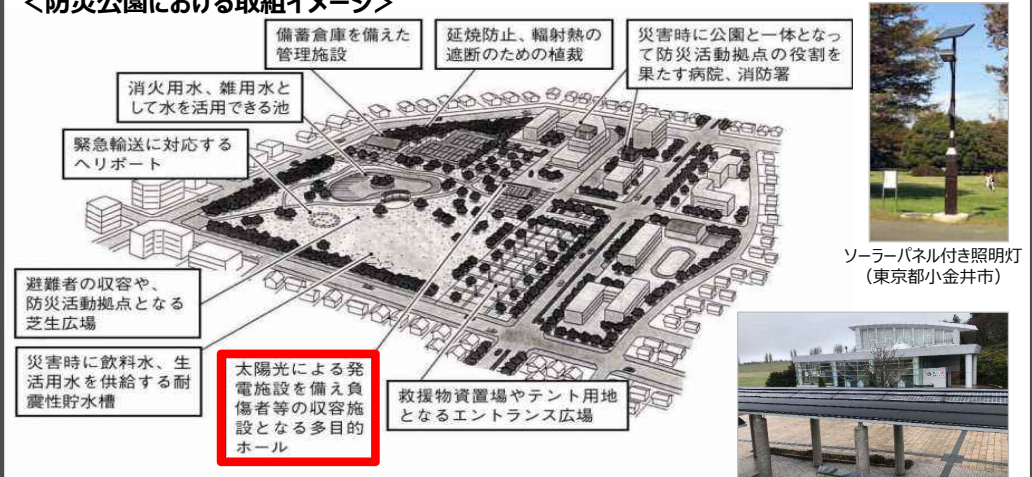 <防災公園における取組イメージ>
備蓄倉庫を備えた
管理施設
延焼防止、輻射熱の
遮断のための植栽
災害時に公園と一体となっ
て防災活動拠点の役割を
果たす病院、消防署
消火用水、雑用水と
して水を活用できる池
緊急輸送に対応する
ヘリポート
ソーラーパネル付き照明灯
(東京都小金井市)
避難者の収容や、
防災活動拠点となる
芝生広場
災害時に飲料水、生
活用水を供給する耐
震性貯水槽
太陽光による発
電施設を備え負
傷者等の収容施
設となる多目的
ホール
救援物資置場やテント用地
となるエントランス広場